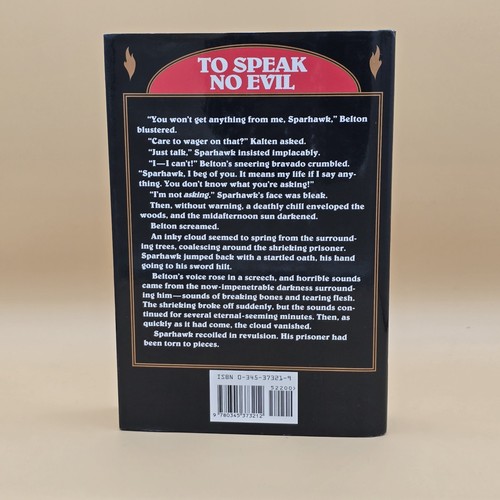 TO SPEAK
NO EVIL
"You won't get anything from me, Sparhawk," Belton
blustered.
"Care to wager on that?" Kalten asked.
"Just talk," Sparhawk insisted implacably.
"I—I can't!" Belton's sneering bravado crumbled.
"Sparhawk, I beg of you. It means my life if I say any-
thing. You don't know what you're asking!"
"I'm not asking." Sparhawk's face was bleak.
Then, without warning, a deathly chill enveloped the
woods, and the midafternoon sun darkened.
Belton screamed.
An inky cloud seemed to spring from the surround-
ing trees, coalescing around the shrieking prisoner.
Sparhawk jumped back with a startled oath, his hand
going to his sword hilt.
Belton's voice rose in a screech, and horrible sounds
came from the now-impenetrable darkness surround-
ing him—sounds of breaking bones and tearing flesh.
The shrieking broke off suddenly, but the sounds con-
tinued for several eternal-seeming minutes. Then, as
quickly as it had come, the cloud vanished.
Sparhawk recoiled in revulsion. His prisoner had
been torn to pieces.
ISBN 0-345-37321-9
52200
9 780345 373212